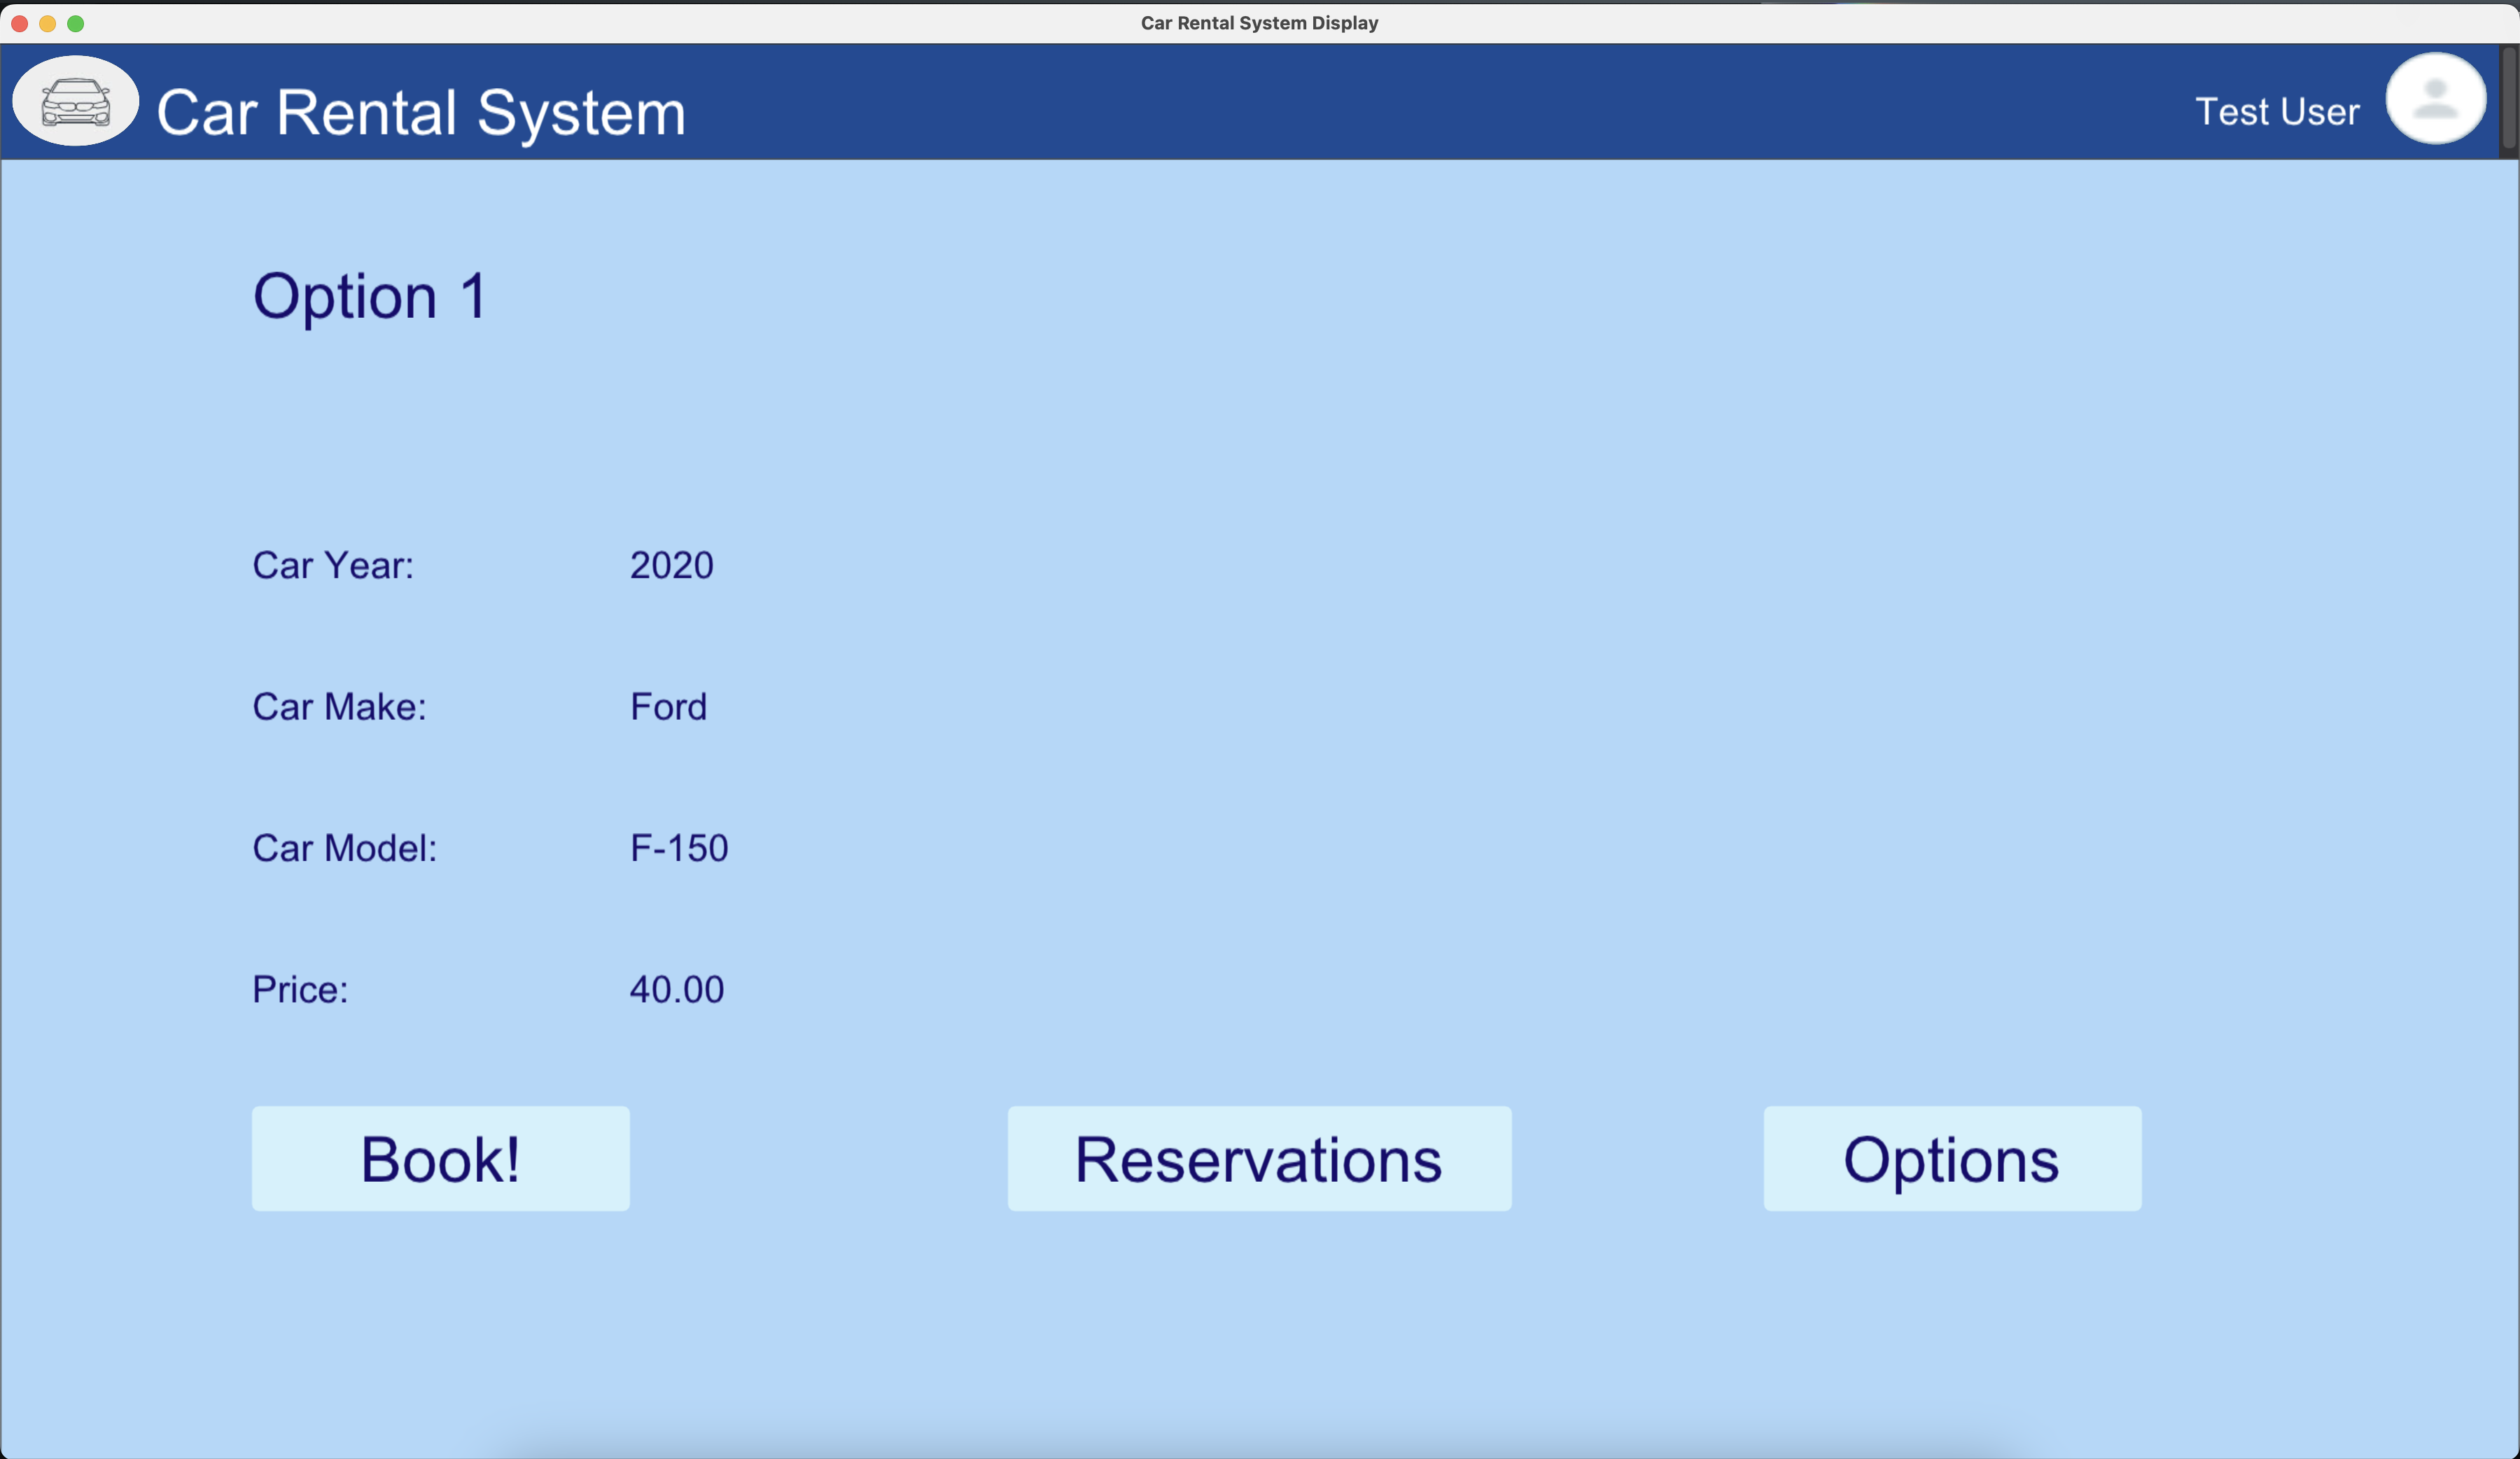 Car Rental System Display
Car Rental System
Test User
Option 1
Car Year: 2020
Car Make: Ford
Car Model: F-150
Price: 40.00
Book! Reservations Options